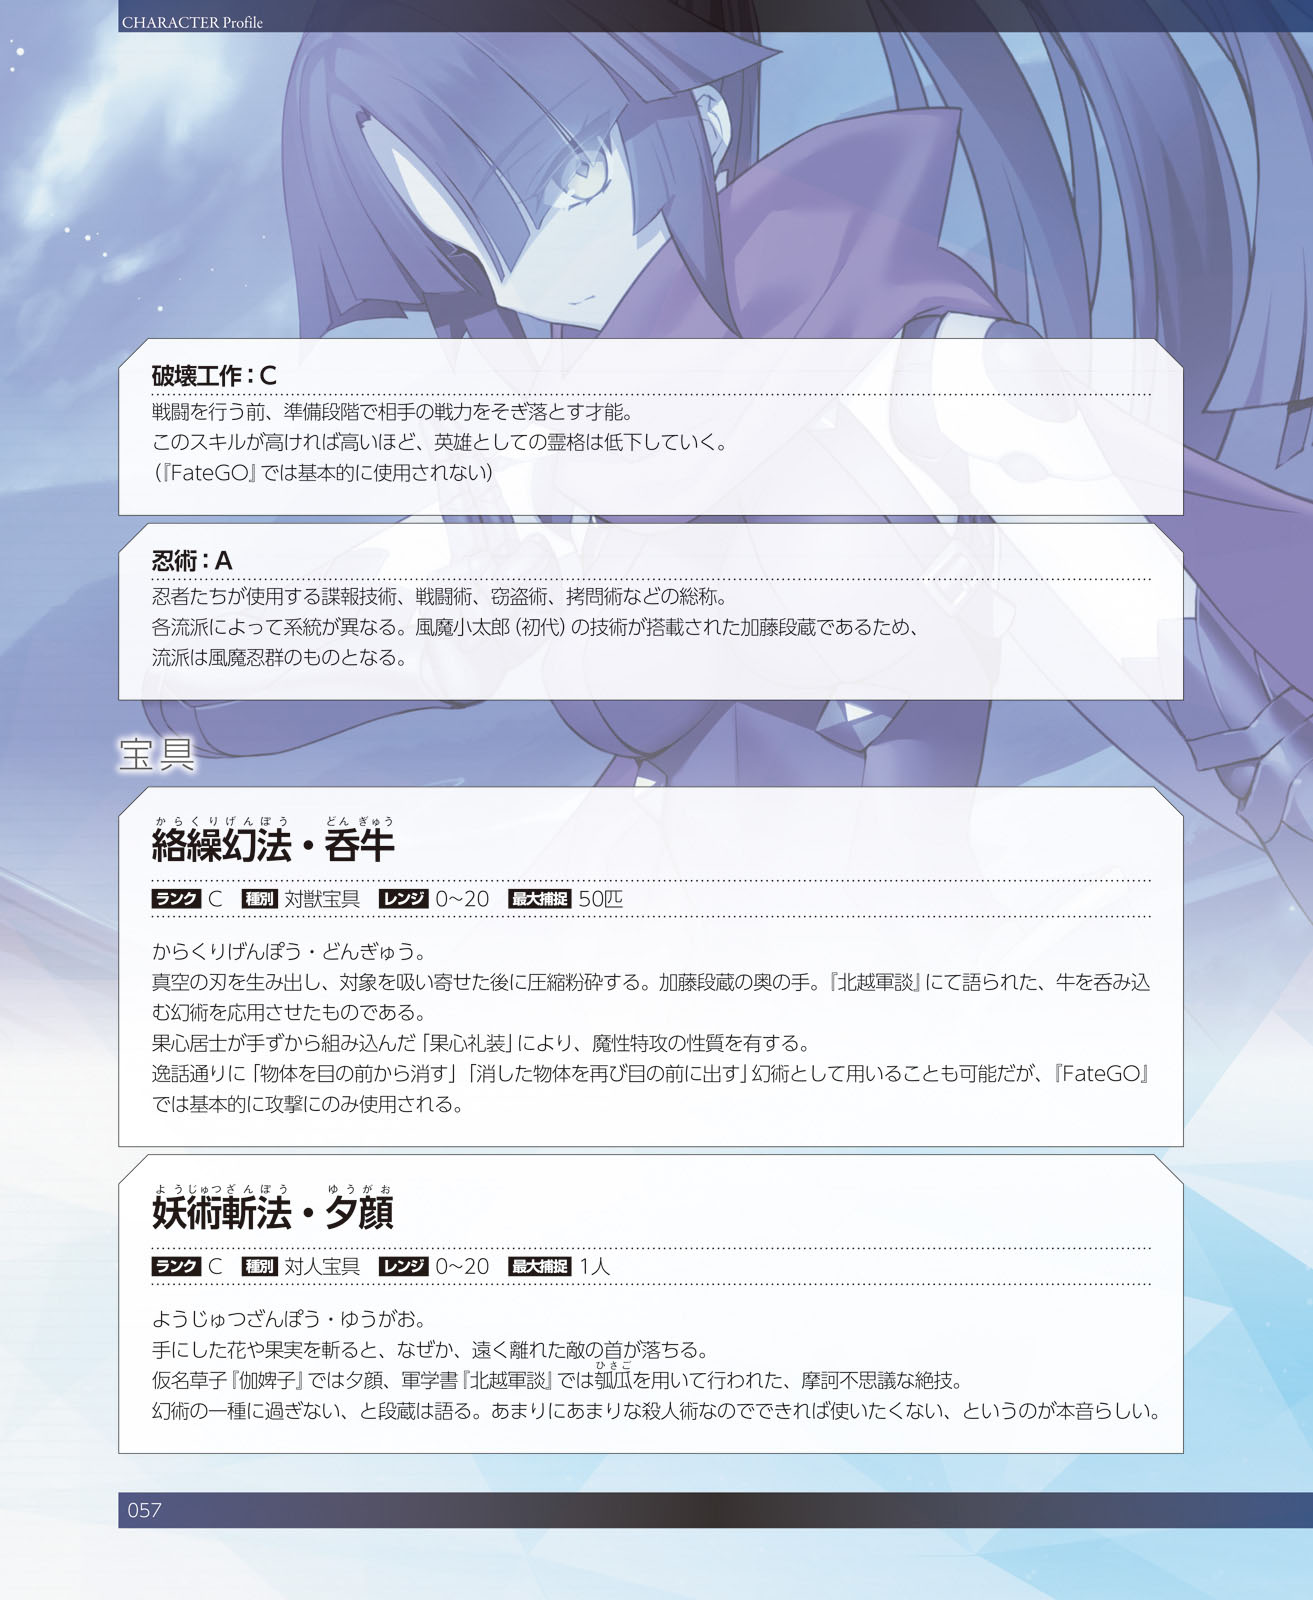 CHARACTER Profile
破壊工作：C
戦闘を行う前、準備段階で相手の戦力をそぎ落とす才能。
このスキルが高ければ高いほど、英雄としての霊格は低下していく。
（『FateGO』では基本的に使用されない）
忍術：A
忍者たちが使用する諜報技術、戦闘術、窃盗術、拷問術などの総称。
各流派によって系統が異なる。風魔小太郎（初代）の技術が搭載された加藤段蔵であるため、
流派は風魔忍群のものとなる。
宝具
からくりげんぽう どんぎゅう
絡繰幻法・呑牛
ランク C 種別 対獣宝具 レンジ 0~20 最大捕捉 50匹
からくりげんぽう・どんぎゅう。
真空の刃を生み出し、対象を吸い寄せた後に圧縮粉砕する。加藤段蔵の奥の手。『北越軍談』にて語られた、牛を呑み込
む幻術を応用させたものである。
果心居士が手ずから組み込んだ「果心礼装」により、魔性特攻の性質を有する。
逸話通りに「物体を目の前から消す」「消した物体を再び目の前に出す」幻術として用いることも可能だが、『FateGO』
では基本的に攻撃にのみ使用される。
ようじゅつざんぽう ゆうがお
妖術斬法・夕顔
ランク C 種別 対人宝具 レンジ 0~20 最大捕捉 1人
ようじゅつざんぽう・ゆうがお。
手にした花や果実を斬ると、なぜか、遠く離れた敵の首が落ちる。
ひさご
仮名草子『伽婢子』では夕顔、軍学書『北越軍談』では瓠瓜を用いて行われた、摩訶不思議な絶技。
幻術の一種に過ぎない、と段蔵は語る。あまりにあまりな殺人術なのでできれば使いたくない、というのが本音らしい。
057